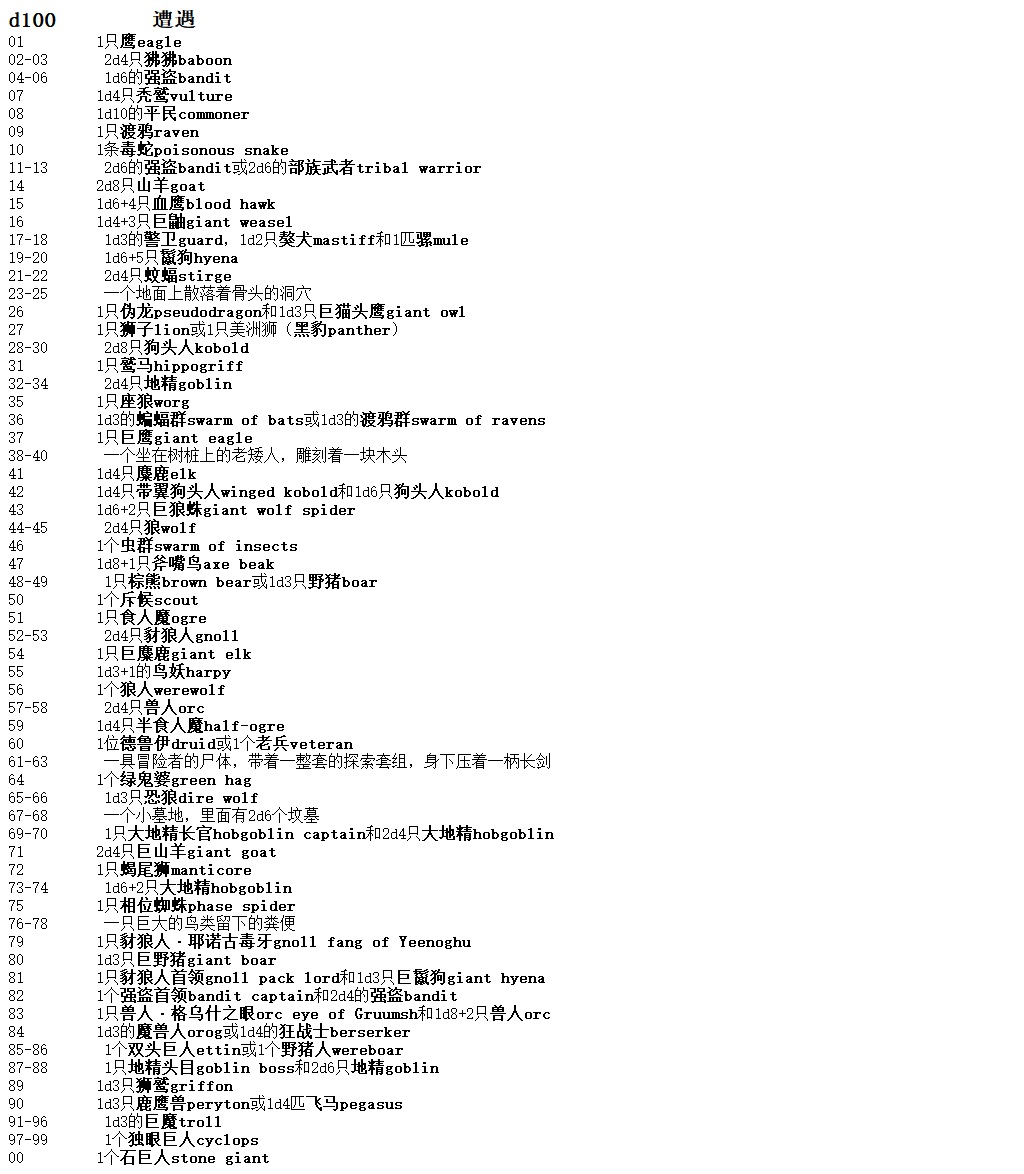 d100 遭遇
01 1只鹰eagle
02-03 2d4只狒狒baboon
04-06 1d6的强盗bandit
07 1d4只秃鹫vulture
08 1d10的平民commoner
09 1只渡鸦raven
10 1条毒蛇poisonous snake
11-13 2d6的强盗bandit或2d6的部族武者tribal warrior
14 2d8只山羊goat
15 1d6+4只血鹰blood hawk
16 1d4+3只巨鼬giant weasel
17-18 1d3的警卫guard，1d2只獒犬mastiff和1匹骡mule
19-20 1d6+5只鬣狗hyena
21-22 2d4只蚊蝠stirge
23-25 一个地面上散落着骨头的洞穴
26 1只伪龙pseudodragon和1d3只巨猫头鹰giant owl
27 1只狮子lion或1只美洲狮（黑豹panther）
28-30 2d8只狗头人kobold
31 1只鹫马hippogriff
32-34 2d4只地精goblin
35 1只座狼worg
36 1d3的蝙蝠群swarm of bats或1d3的渡鸦群swarm of ravens
37 1只巨鹰giant eagle
38-40 一个坐在树桩上的老矮人，雕刻着一块木头
41 1d4只麋鹿elk
42 1d4只带翼狗头人winged kobold和1d6只狗头人kobold
43 1d6+2只巨狼蛛giant wolf spider
44-45 2d4只狼wolf
46 1个虫群swarm of insects
47 1d8+1只斧嘴鸟axe beak
48-49 1只棕熊brown bear或1d3只野猪boar
50 1个斥候scout
51 1只食人魔ogre
52-53 2d4只豺狼人gnoll
54 1只巨麋鹿giant elk
55 1d3+1的鸟妖harpy
56 1个狼人werewolf
57-58 2d4只兽人orc
59 1d4只半食人魔half-ogre
60 1位德鲁伊druid或1个老兵veteran
61-63 一具冒险者的尸体，带着一整套的探索套组，身下压着一柄长剑
64 1个绿鬼婆green hag
65-66 1d3只恐狼dire wolf
67-68 一个小墓地，里面有2d6个坟墓
69-70 1只大地精长官hobgoblin captain和2d4只大地精hobgoblin
71 2d4只巨山羊giant goat
72 1只蝎尾狮manticore
73-74 1d6+2只大地精hobgoblin
75 1只相位蜘蛛phase spider
76-78 一只巨大的鸟类留下的粪便
79 1只豺狼人·耶诺古毒牙gnoll fang of Yeenoghu
80 1d3只巨野猪giant boar
81 1只豺狼人首领gnoll pack lord和1d3只巨鬣狗giant hyena
82 1个强盗首领bandit captain和2d4的强盗bandit
83 1只兽人·格乌什之眼orc eye of Gruumsh和1d8+2只兽人orc
84 1d3的魔兽人orog或1d4的狂战士berserker
85-86 1个双头巨人ettin或1个野猪人wereboar
87-88 1只地精头目goblin boss和2d6只地精goblin
89 1d3只狮鹫griffon
90 1d3只鹿鹰兽peryton或1d4匹飞马pegasus
91-96 1d3的巨魔troll
97-99 1个独眼巨人cyclops
00 1个石巨人stone giant